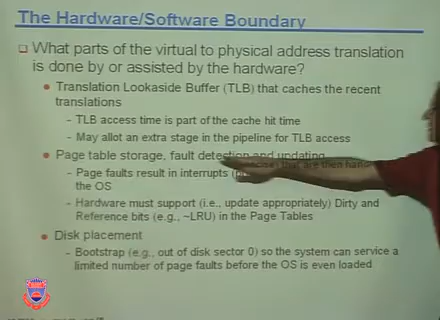 The Hardware/Software Boundary
What parts of the virtual to physical address translation
is done by or assisted by the hardware?
Translation Lookaside Buffer (TLB) that caches the recent
translations
- TLB access time is part of the cache hit time
- May allot an extra stage in the pipeline for TLB access
Page table storage, fault detection and updating
- Page faults result in interrupts that are then
the OS
- Hardware must support (i.e., update appropriately) Dirty and
Reference bits (e.g., ~LRU) in the Page Tables
Disk placement
- Bootstrap (e.g., out of disk sector 0) so the system can service a
limited number of page faults before the OS is even loaded